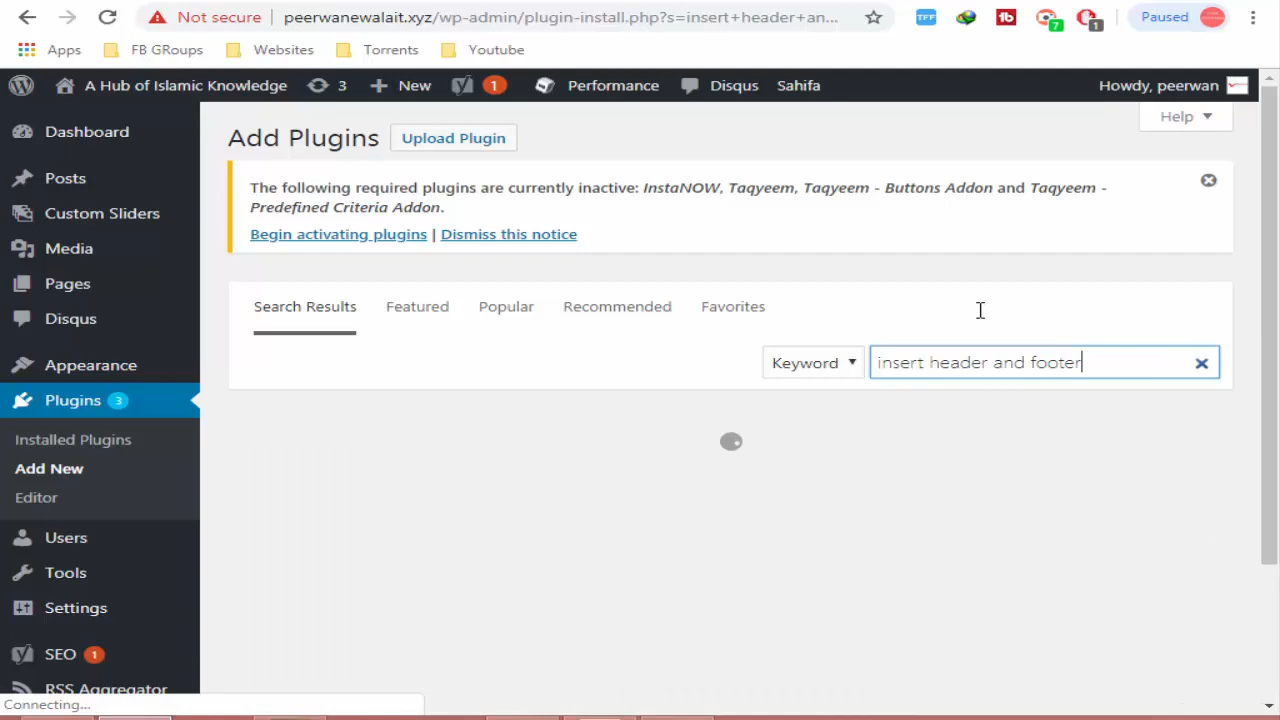 Not secure peerwanewalait.xyz/wp-admin/plugin-install.php?s=insert+header+an... TFF 7 1 Paused
Apps FB GRoups Websites Torrents Youtube
A Hub of Islamic Knowledge 3 New 1 Performance Disqus Sahifa Howdy, peerwan
Dashboard
Posts
Custom Sliders
Media
Pages
Disqus
Appearance
Plugins 3
Installed Plugins
Add New
Editor
Users
Tools
Settings
SEO 1
RSS Aggregator
Connecting...
Help
Add Plugins Upload Plugin
The following required plugins are currently inactive: InstaNOW, Taqyeem, Taqyeem - Buttons Addon and Taqyeem -
Predefined Criteria Addon.
Begin activating plugins | Dismiss this notice
Search Results Featured Popular Recommended Favorites
Keyword insert header and footer